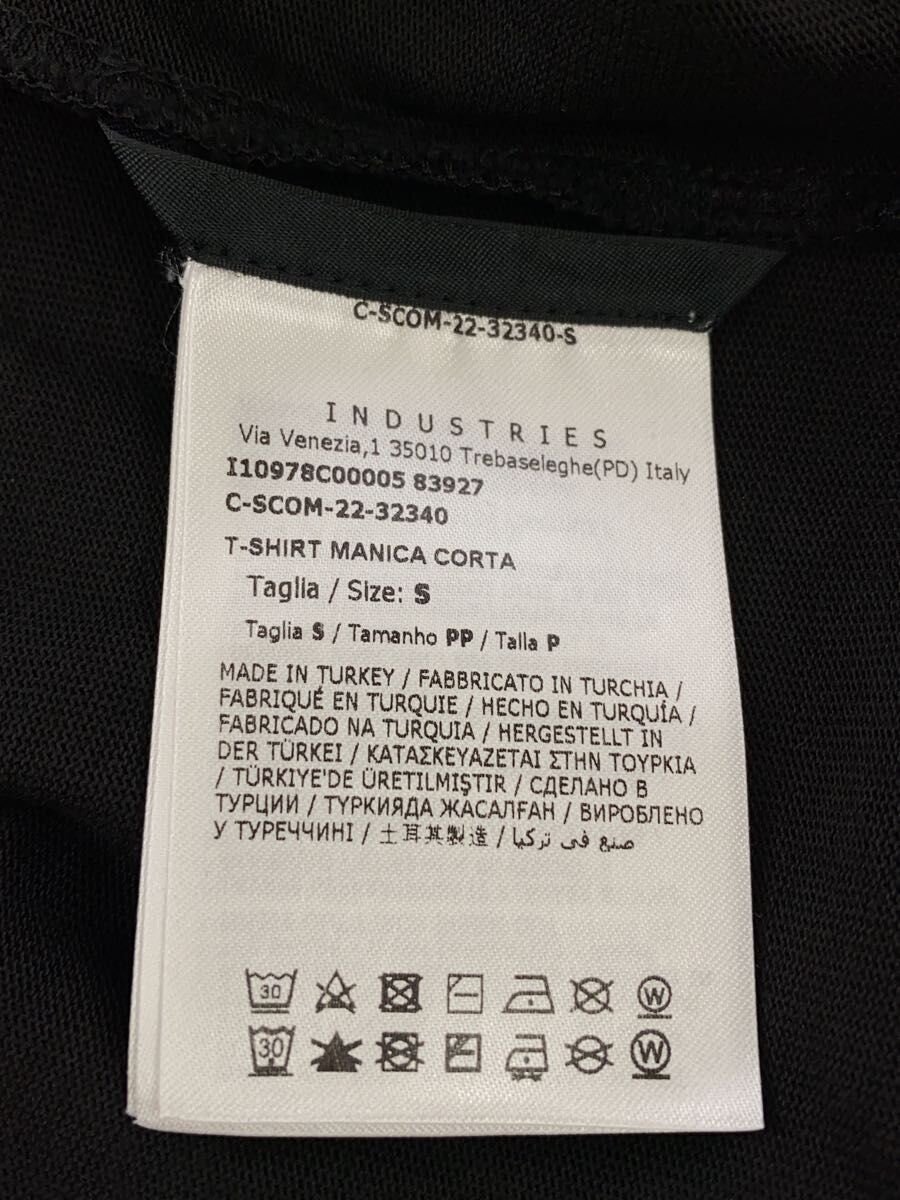 C-SCOM-22-32340-S
INDUSTRIES
Via Venezia,1 35010 Trebaseleghe(PD) Italy
I10978C00005 83927
C-SCOM-22-32340
T-SHIRT MANICA CORTA
Taglia / Size: S
Taglia S / Tamanho PP / Talla P
MADE IN TURKEY / FABBRICATO IN TURCHIA /
FABRIQUÉ EN TURQUIE / HECHO EN TURQUÍA /
FABRICADO NA TURQUIA / HERGESTELLT IN
DER TÜRKEI / ΚΑΤΑΣΚΕΥΑΖΕΤΑΙ ΣΤΗΝ ΤΟΥΡΚΙΑ
/ TÜRKIYE'DE ÜRETILMIŞTIR / СДЕЛАНО В
ТУРЦИИ / ТҮРКИЯДА ЖАСАЛҒАН / ВИРОБЛЕНО
У ТУРЕЧЧИНІ / 土耳其製造 / صنع في تركيا
30 W
30 W